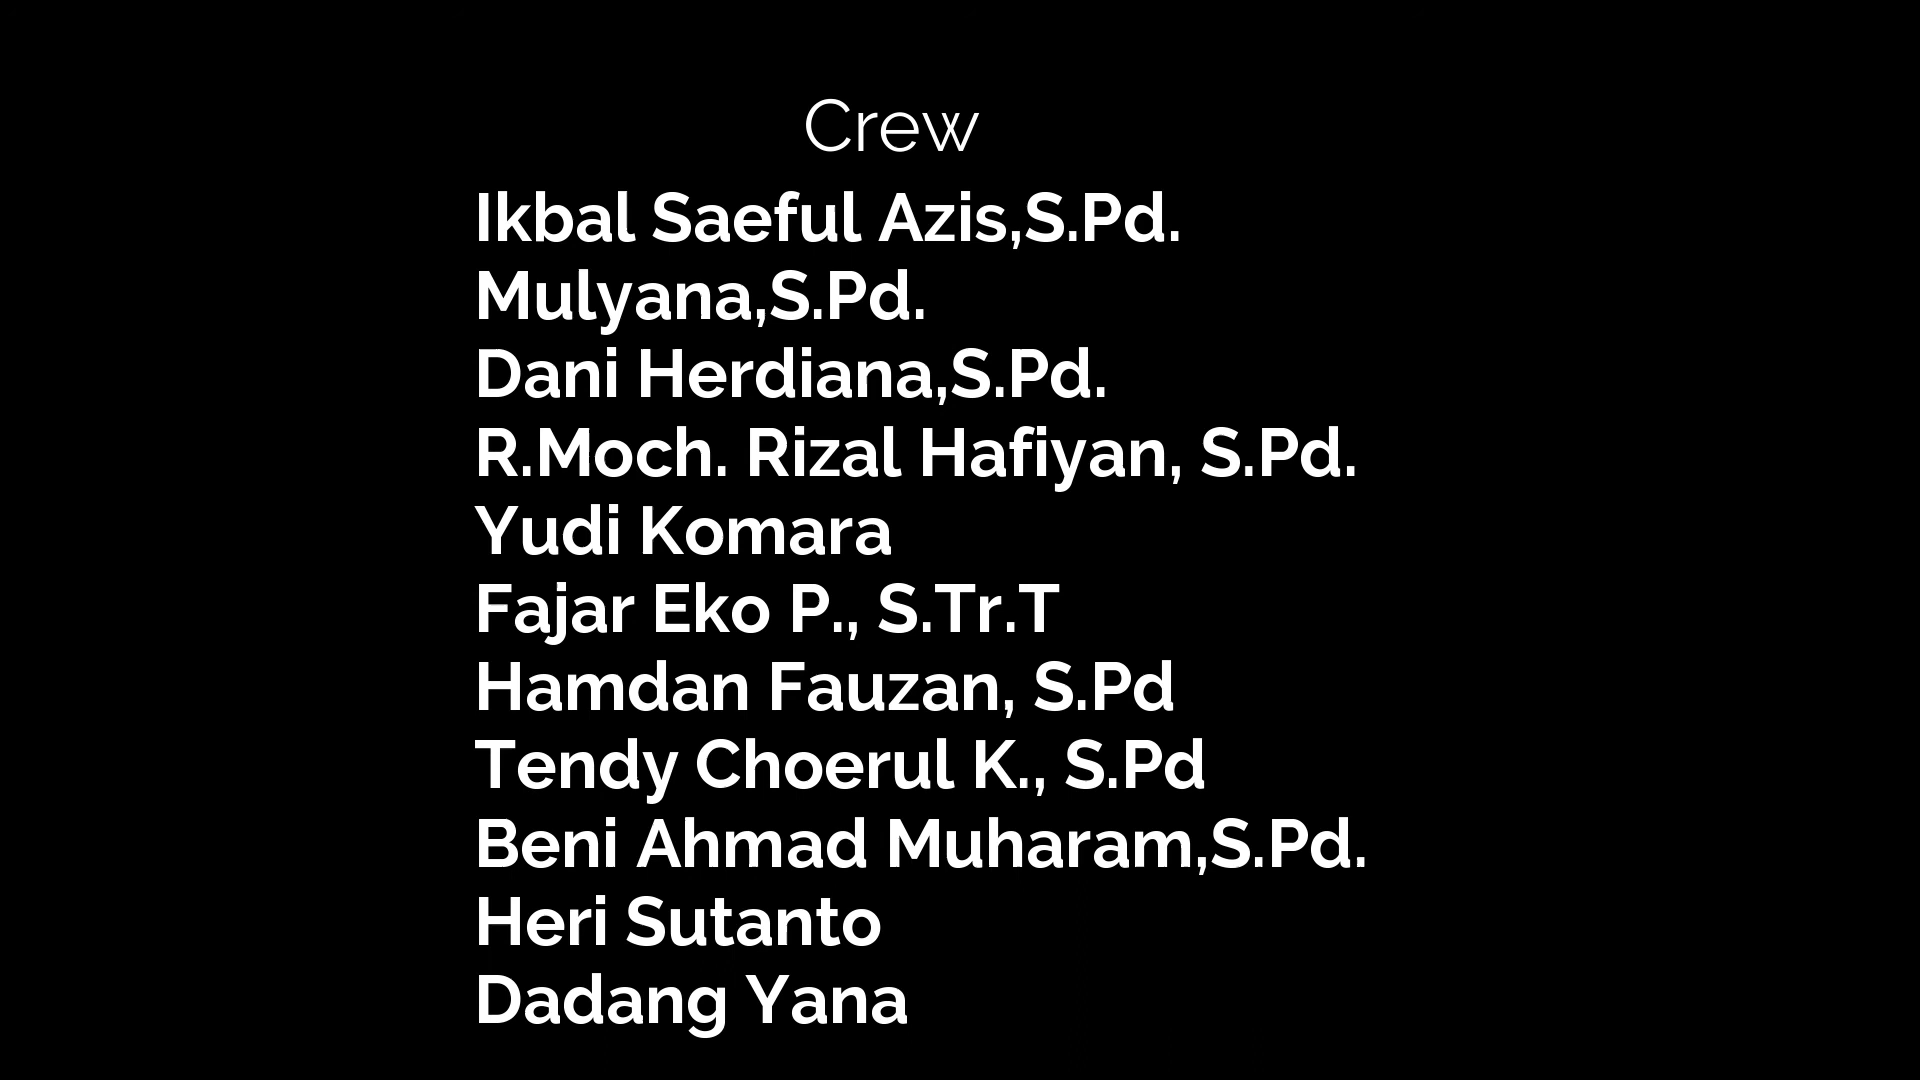 Crew
Ikbal Saeful Azis,S.Pd.
Mulyana,S.Pd.
Dani Herdiana,S.Pd.
R.Moch. Rizal Hafiyan, S.Pd.
Yudi Komara
Fajar Eko P., S.Tr.T
Hamdan Fauzan, S.Pd
Tendy Choerul K., S.Pd
Beni Ahmad Muharam,S.Pd.
Heri Sutanto
Dadang Yana